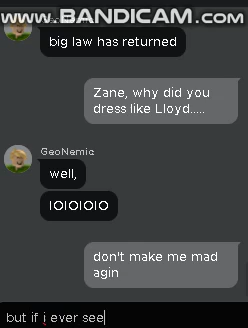 www.BANDICAM.com
big law has returned
Zane, why did you
dress like Lloyd.....
GeoNemic
well,
lolololo
don't make me mad
agin
but if i ever see